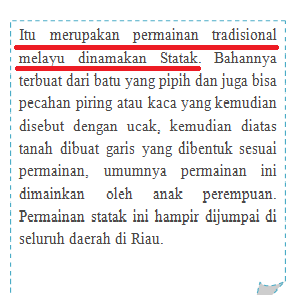 Itu merupakan permainan tradisional
melayu dinamakan Statak. Bahannya
terbuat dari batu yang pipih dan juga bisa
pecahan piring atau kaca yang kemudian
disebut dengan ucak, kemudian diatas
tanah dibuat garis yang dibentuk sesuai
permainan, umumnya permainan ini
dimainkan oleh anak perempuan.
Permainan statak ini hampir dijumpai di
seluruh daerah di Riau.